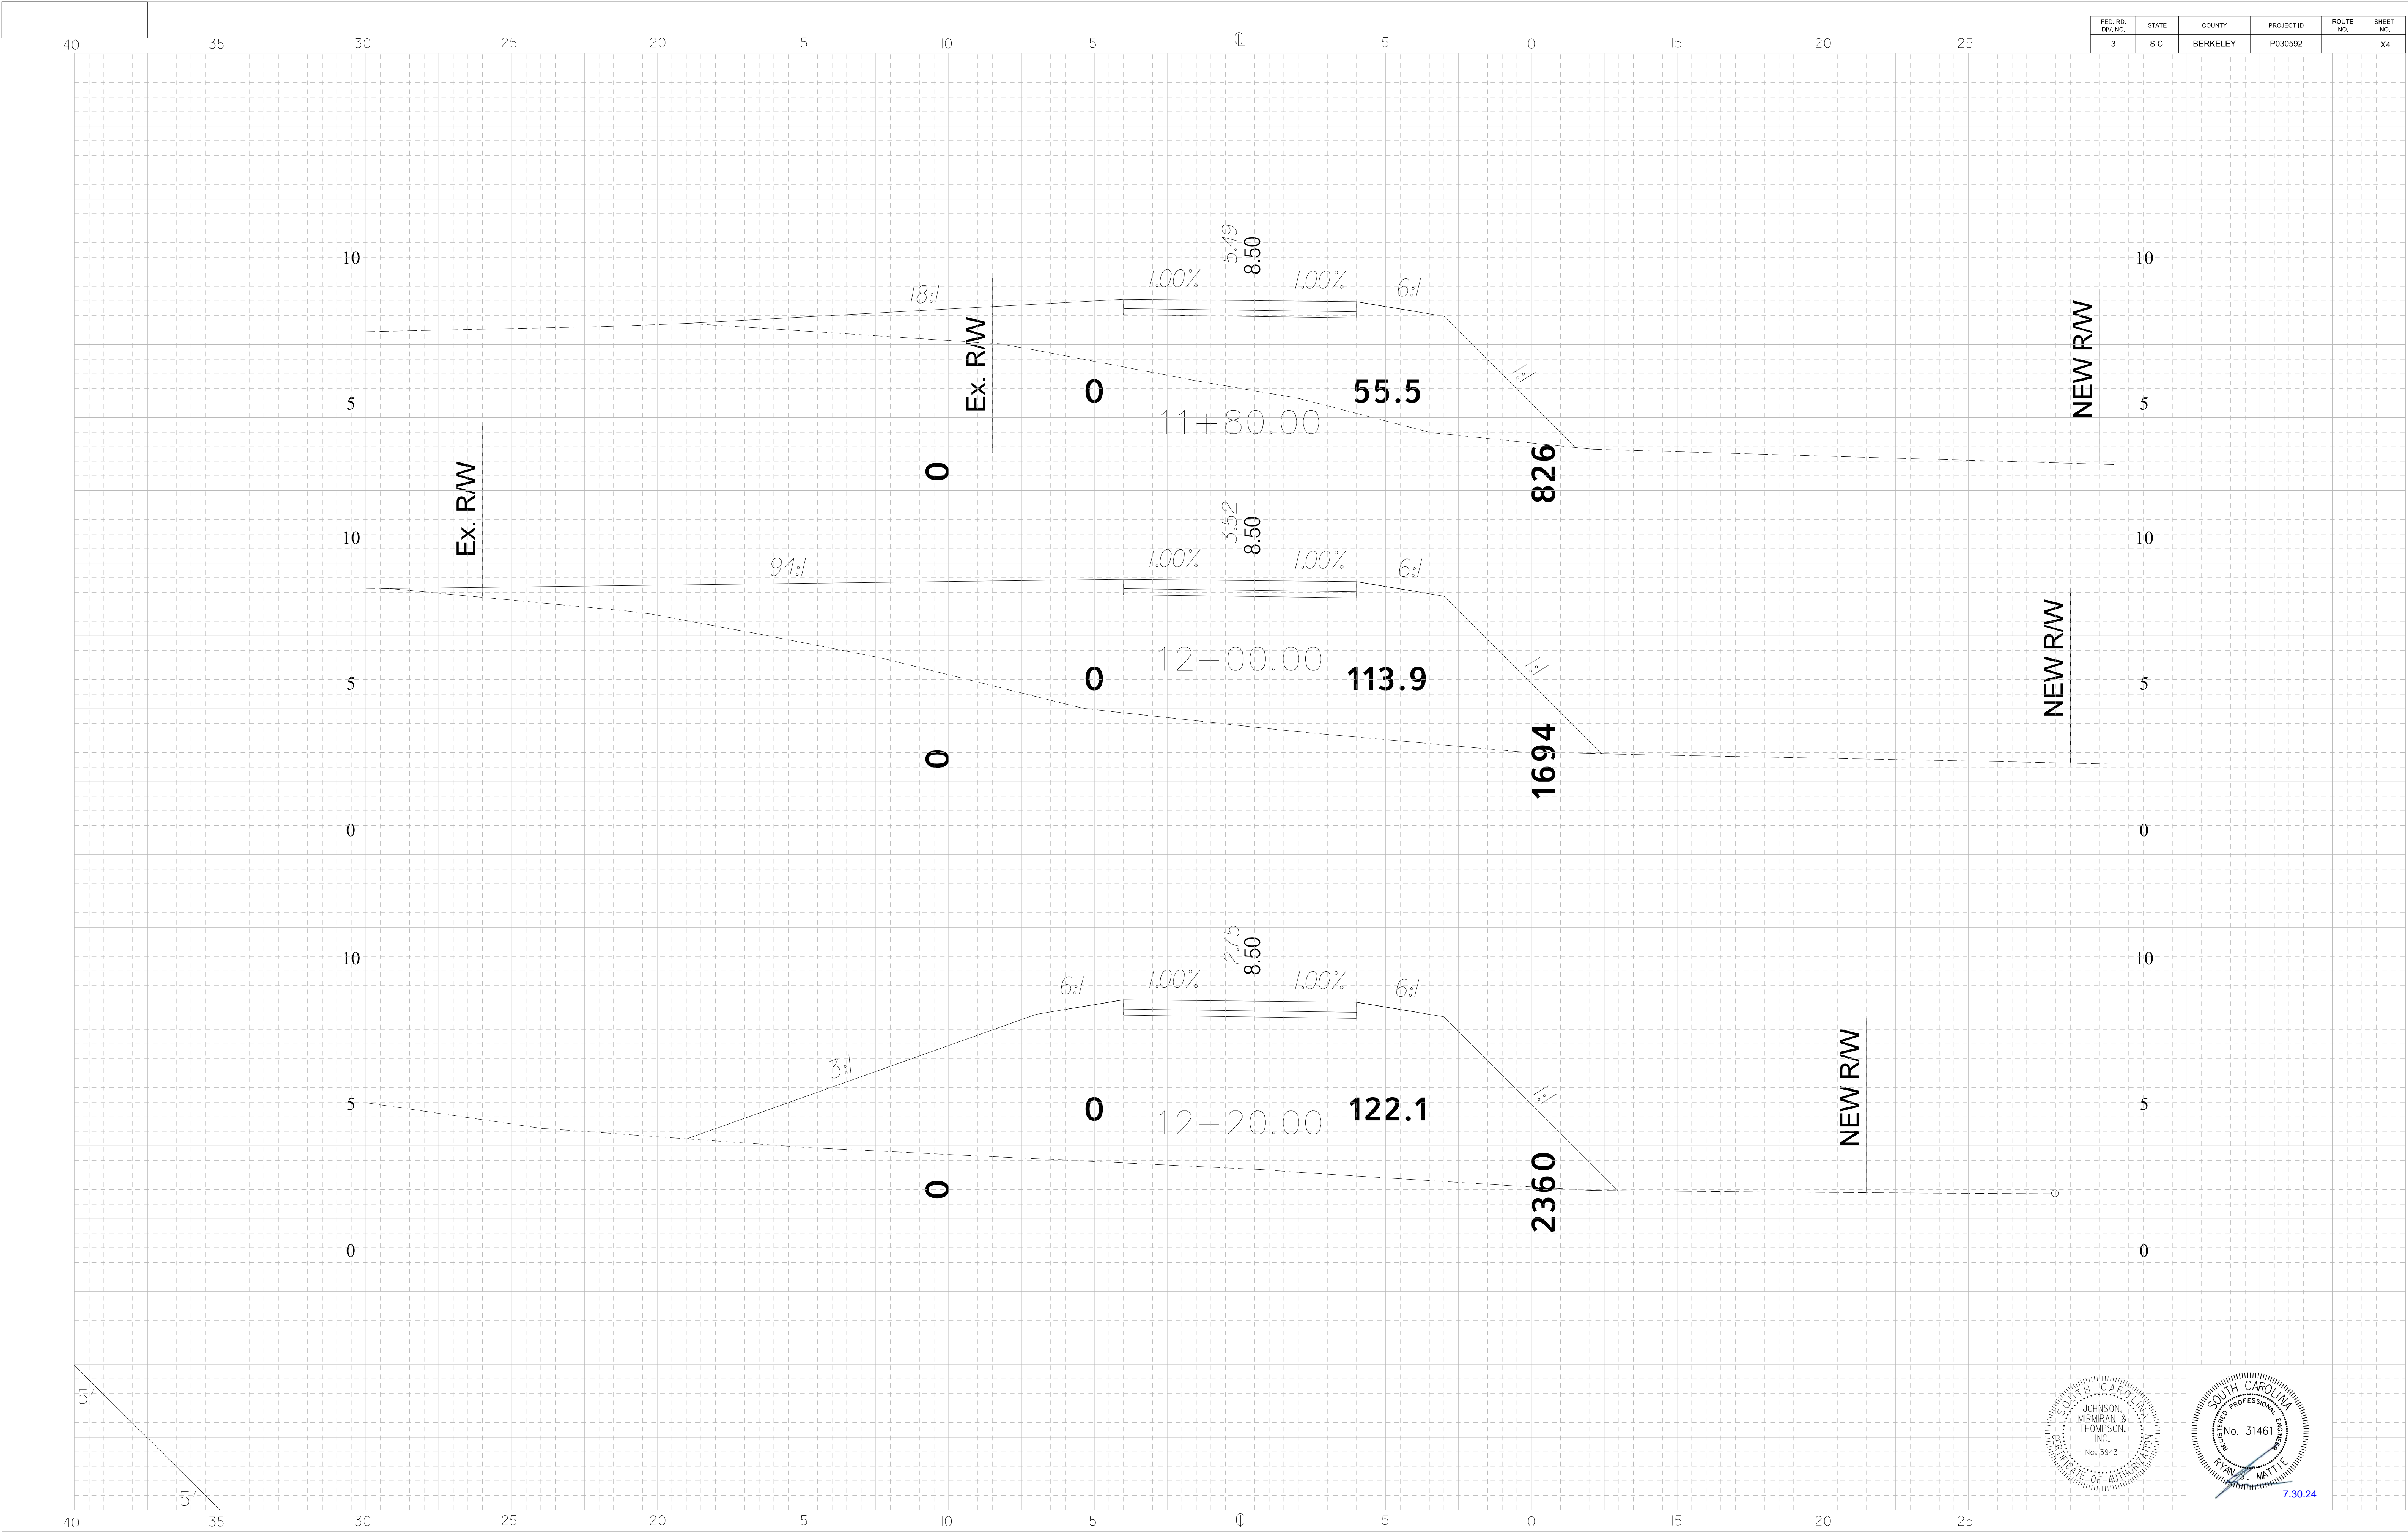 FED. RD. DIV. NO. STATE COUNTY PROJECT ID ROUTE NO. SHEET NO.
3 S.C. BERKELEY P030592 X4
40 35 30 25 20 15 10 5 ℄ 5 10 15 20 25
5.49
8.50
10 10
18:1 1.00% 1.00% 6:1
Ex. R/W
NEW R/W
1:1
0 55.5
5 5
11+80.00
0 826
3.52
8.50
10 10
Ex. R/W
94:1 1.00% 1.00% 6:1
NEW R/W
12+00.00
1:1
0 113.9
5 5
0 1694
0 0
2.75
8.50
10 10
6:1 1.00% 1.00% 6:1
3:1
NEW R/W
1:1
5 5
0 122.1
12+20.00
0 2360
0 0
5'
5'
SOUTH CAROLINA
JOHNSON,
MIRMIRAN &
THOMPSON,
INC.
No. 3943
CERTIFICATE OF AUTHORIZATION
SOUTH CAROLINA
REGISTERED PROFESSIONAL ENGINEER
No. 31461
RYAN S. MATTIE
7.30.24
40 35 30 25 20 15 10 5 ℄ 5 10 15 20 25